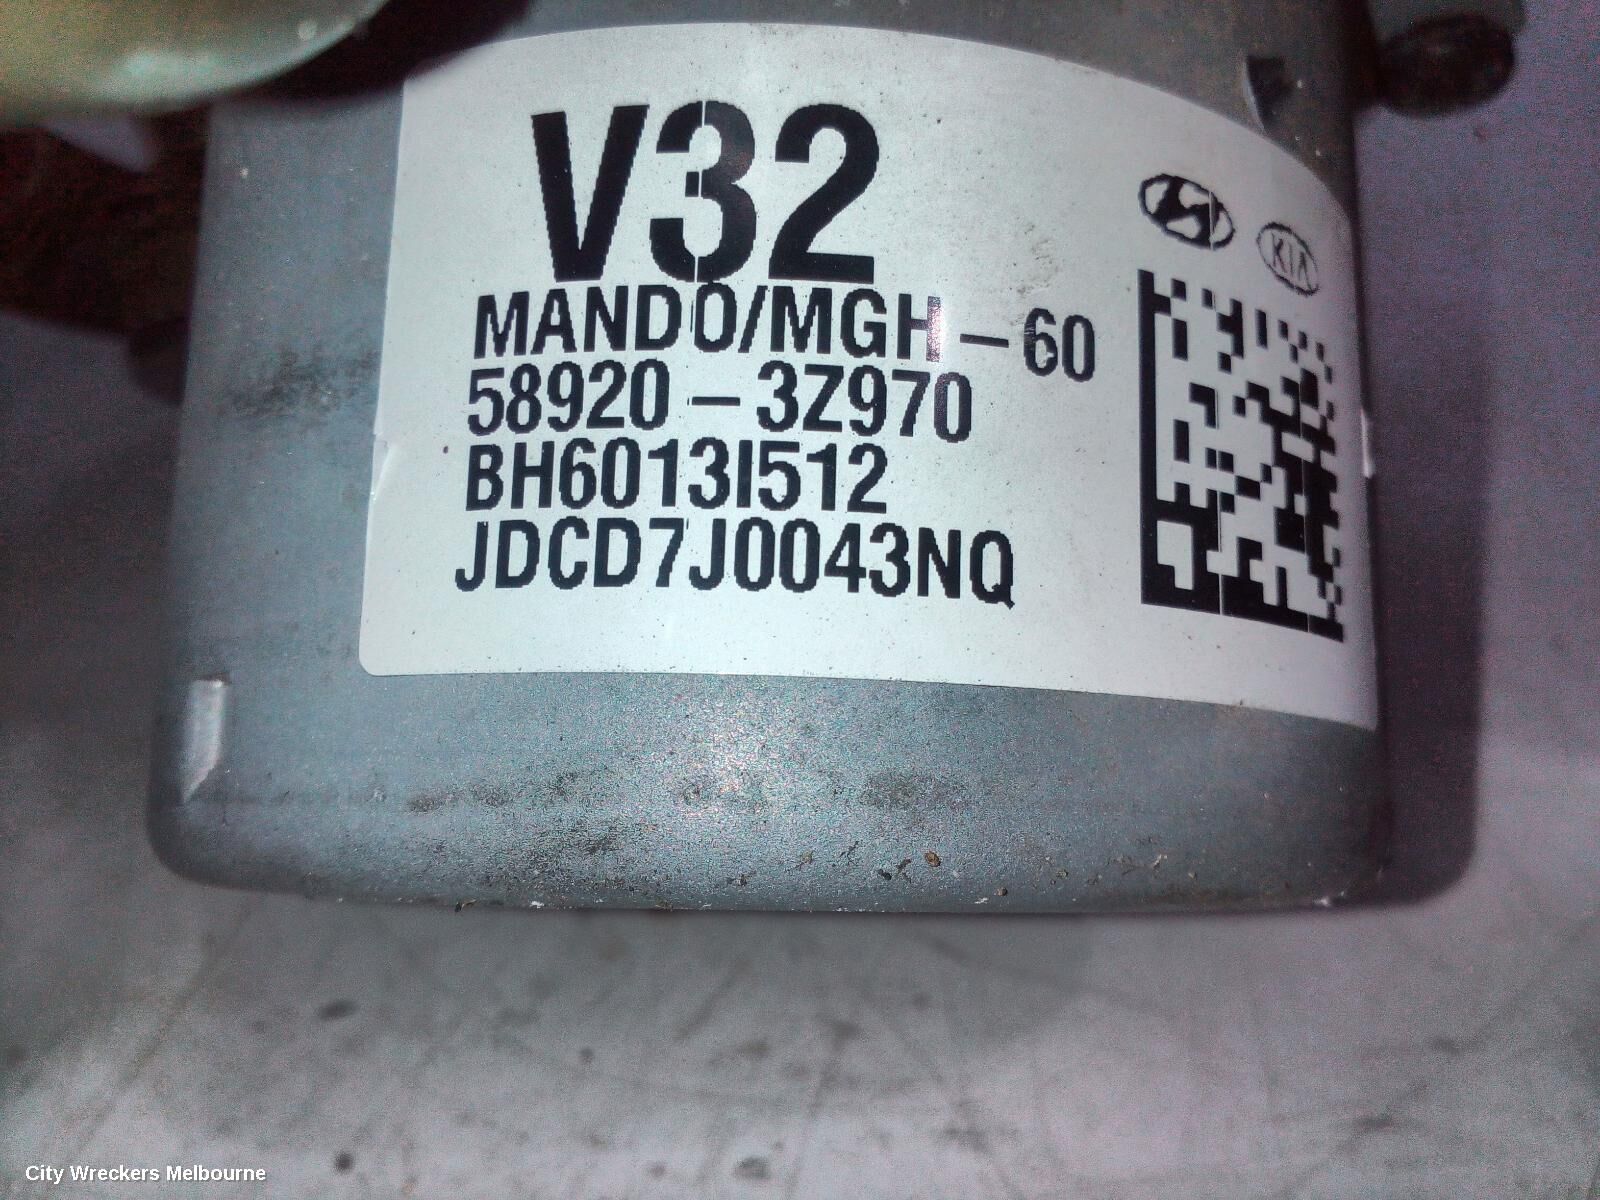 V32
KIA
MANDO/MGH-60
58920-3Z970
BH6013I512
JDCD7J0043NQ
City Wreckers Melbourne